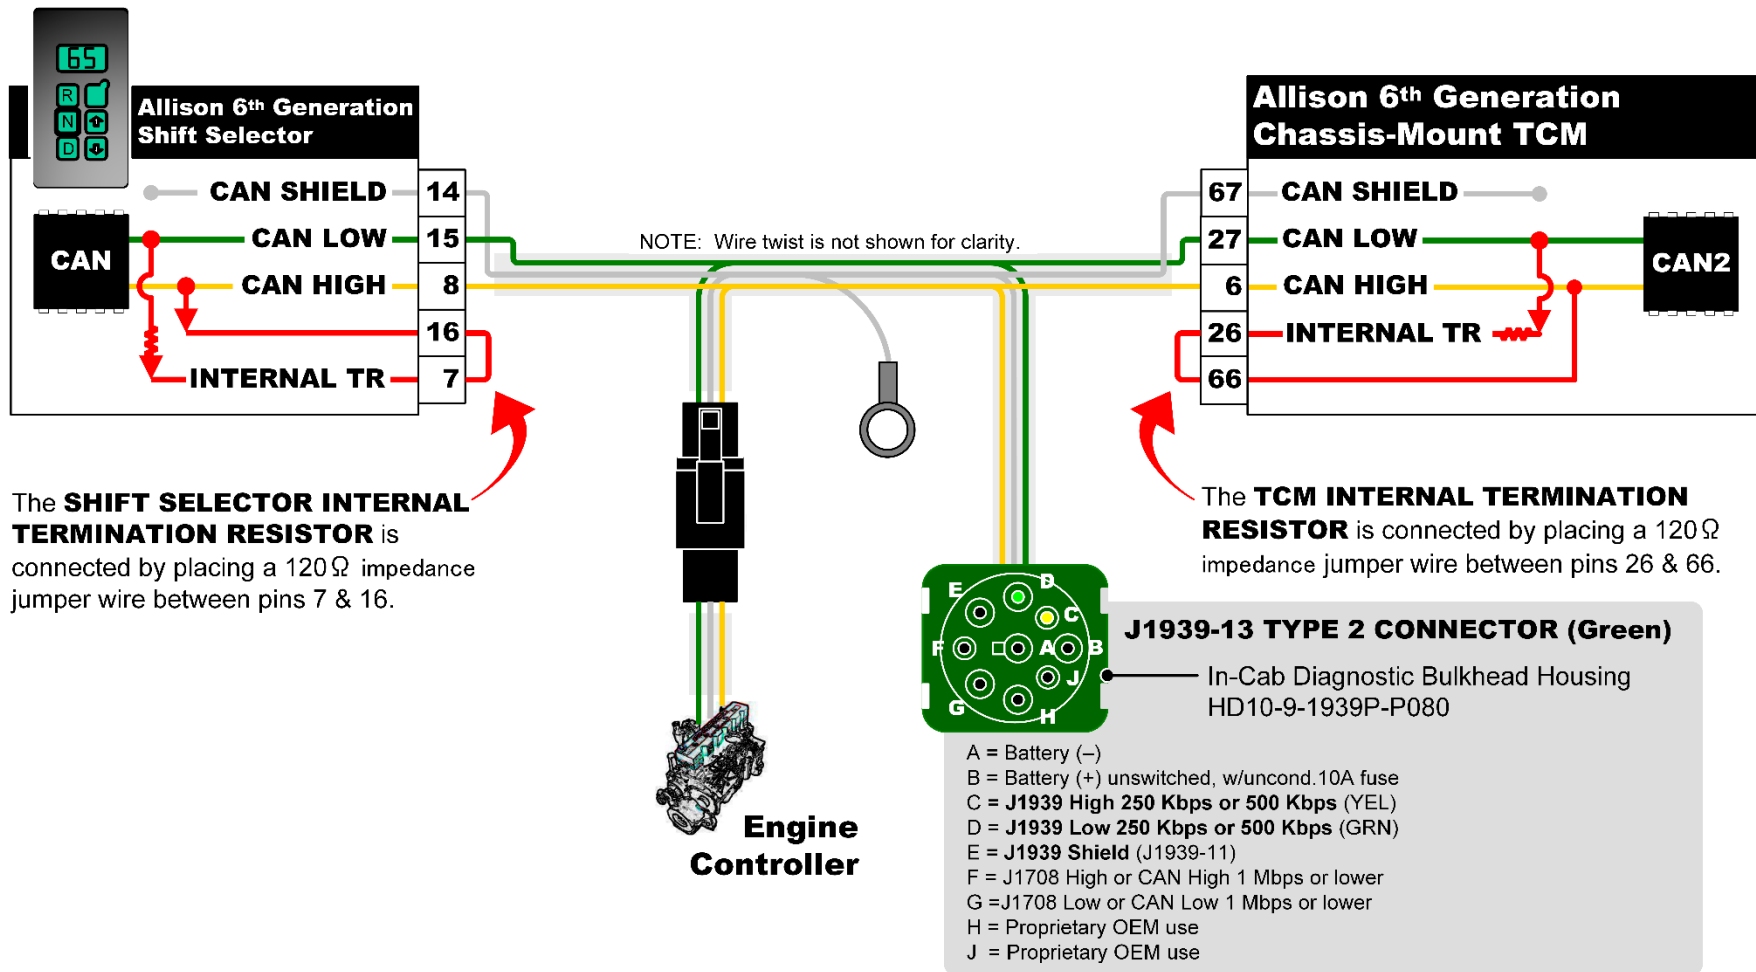 65
R
N
D
Allison 6th Generation
Shift Selector
CAN SHIELD 14
CAN LOW 15
CAN HIGH 8
16
INTERNAL TR 7
CAN
NOTE: Wire twist is not shown for clarity.
Allison 6th Generation
Chassis-Mount TCM
67 CAN SHIELD
27 CAN LOW
6 CAN HIGH
26 INTERNAL TR
66
CAN2
The SHIFT SELECTOR INTERNAL
TERMINATION RESISTOR is
connected by placing a 120Ω impedance
jumper wire between pins 7 & 16.
The TCM INTERNAL TERMINATION
RESISTOR is connected by placing a 120Ω
impedance jumper wire between pins 26 & 66.
Engine
Controller
E
D
C
F
A
B
J
G
H
J1939-13 TYPE 2 CONNECTOR (Green)
In-Cab Diagnostic Bulkhead Housing
HD10-9-1939P-P080
A = Battery (–)
B = Battery (+) unswitched, w/uncond.10A fuse
C = J1939 High 250 Kbps or 500 Kbps (YEL)
D = J1939 Low 250 Kbps or 500 Kbps (GRN)
E = J1939 Shield (J1939-11)
F = J1708 High or CAN High 1 Mbps or lower
G =J1708 Low or CAN Low 1 Mbps or lower
H = Proprietary OEM use
J = Proprietary OEM use